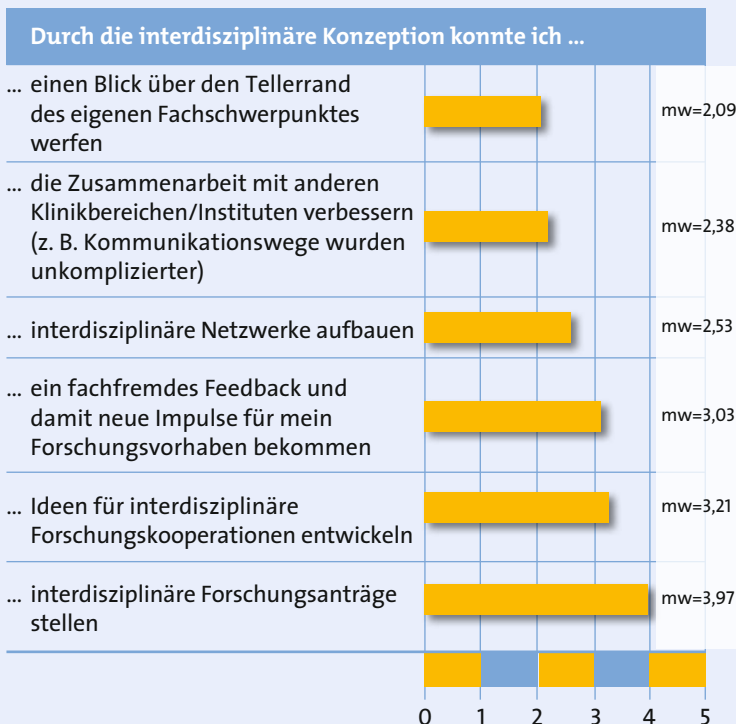 Durch die interdisziplinäre Konzeption konnte ich ...
... einen Blick über den Tellerrand
des eigenen Fachschwerpunktes
werfen
mw=2,09
... die Zusammenarbeit mit anderen
Klinikbereichen/Instituten verbessern
(z. B. Kommunikationswege wurden
unkomplizierter)
mw=2,38
... interdisziplinäre Netzwerke aufbauen
mw=2,53
... ein fachfremdes Feedback und
damit neue Impulse für mein
Forschungsvorhaben bekommen
mw=3,03
... Ideen für interdisziplinäre
Forschungskooperationen entwickeln
mw=3,21
... interdisziplinäre Forschungsanträge
stellen
mw=3,97
0 1 2 3 4 5